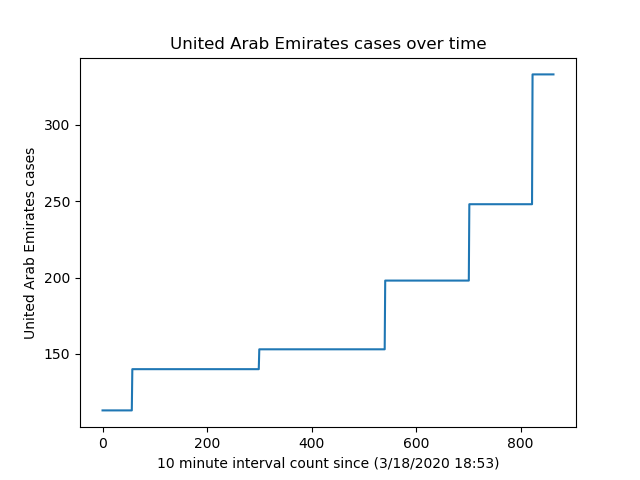 United Arab Emirates cases over time
United Arab Emirates cases
300
250
200
150
0 200 400 600 800
10 minute interval count since (3/18/2020 18:53)